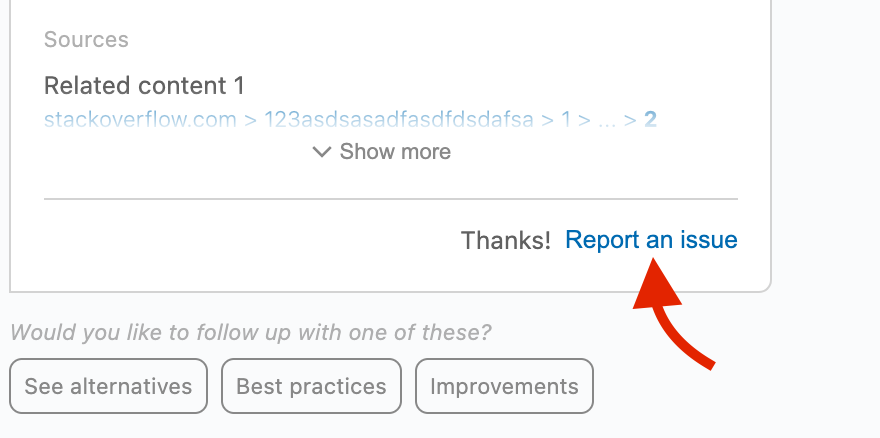 Sources
Related content 1
stackoverflow.com > 123asdsasadfasdfdsdafsa > 1 > ... > 2
Show more
Thanks! Report an issue
Would you like to follow up with one of these?
See alternatives Best practices Improvements